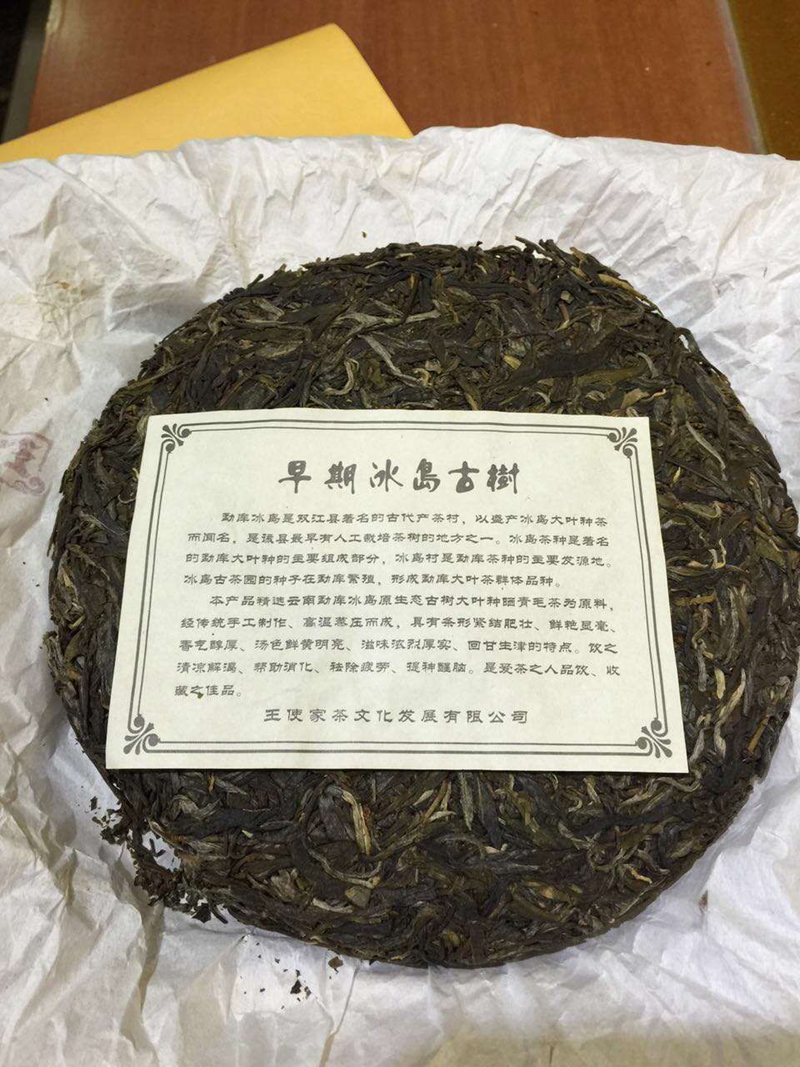 早期冰岛古樹
勐库冰岛是双江县著名的古代产茶村，以盛产冰岛大叶种茶
而闻名，是该县最早有人工栽培茶树的地方之一。冰岛茶种是著名
的勐库大叶种的主要组成部分，冰岛村是勐库茶种的主要发源地。
冰岛古茶园的种子在勐库繁殖，形成勐库大叶茶群体品种。
本产品精选云南勐库冰岛原生态古树大叶种晒青毛茶为原料，
经传统手工制作、高温蒸压而成，具有条形紧结肥壮、鲜艳显毫、
香气醇厚、汤色鲜黄明亮、滋味浓烈厚实、回甘生津的特点。饮之
清凉解渴、帮助消化、祛除疲劳、提神醒脑。是爱茶之人品饮、收
藏之佳品。
王使家茶文化发展有限公司